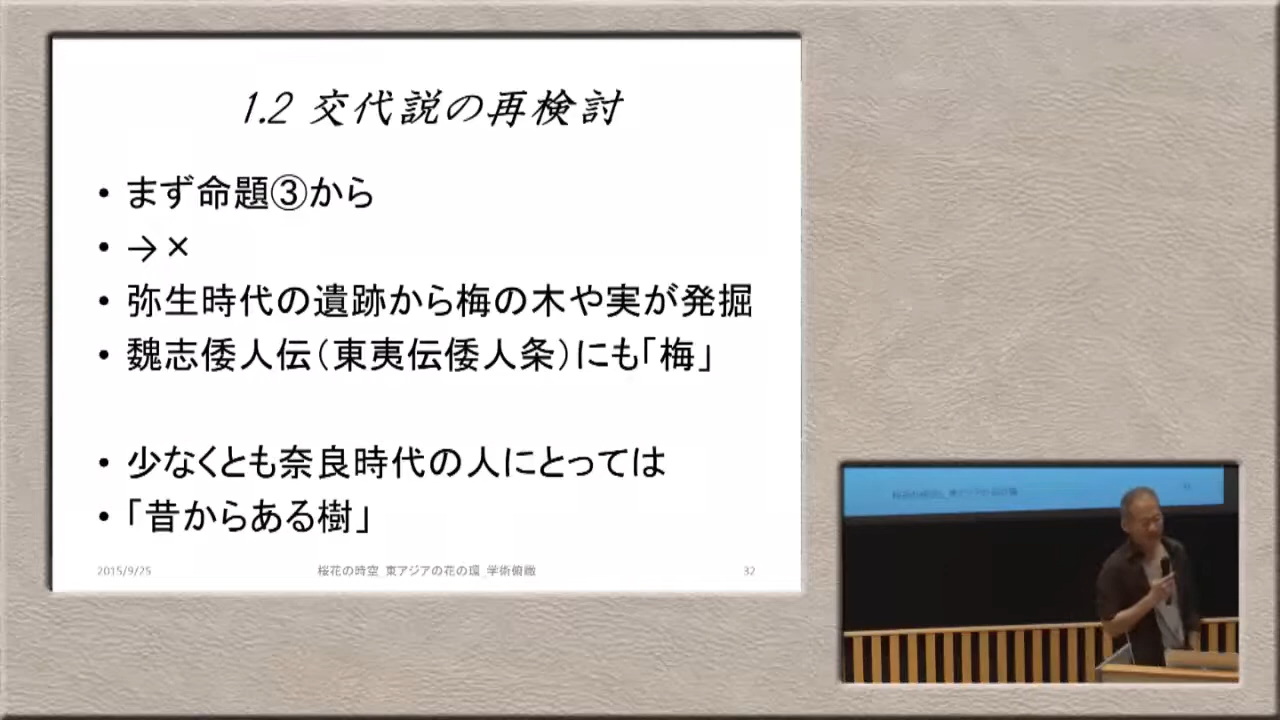 1.2 交代説の再検討
• まず命題③から
• →×
• 弥生時代の遺跡から梅の木や実が発掘
• 魏志倭人伝（東夷伝倭人条）にも「梅」
• 少なくとも奈良時代の人にとっては
• 「昔からある樹」
2015/9/25
桜花の時空_東アジアの花の環_学術俯瞰
32